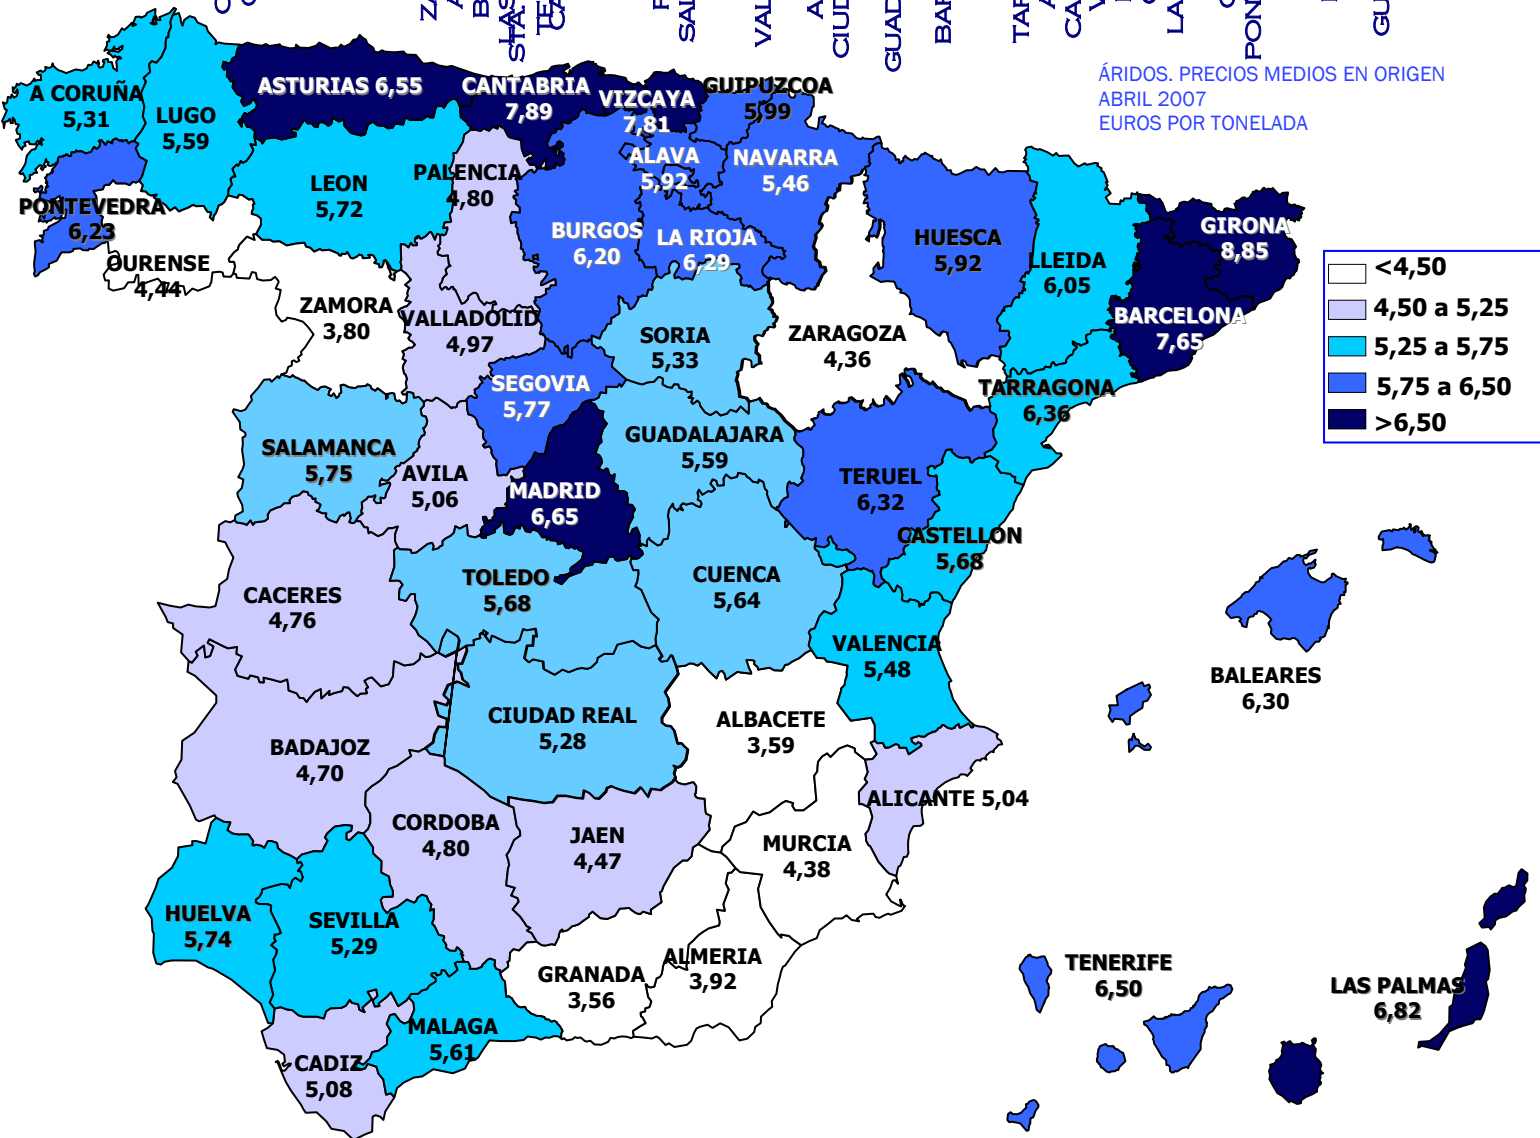 ÁRIDOS. PRECIOS MEDIOS EN ORIGEN
ABRIL 2007
EUROS POR TONELADA
A CORUÑA
5,31
LUGO
5,59
ASTURIAS 6,55
CANTABRIA
7,89
VIZCAYA
7,81
GUIPUZCOA
5,99
ALAVA
5,92
NAVARRA
5,46
PALENCIA
4,80
LEON
5,72
PONTEVEDRA
6,23
OURENSE
4,44
BURGOS
6,20
LA RIOJA
6,29
HUESCA
5,92
LLEIDA
6,05
GIRONA
8,85
BARCELONA
7,65
ZAMORA
3,80
VALLADOLID
4,97
SORIA
5,33
ZARAGOZA
4,36
TARRAGONA
6,36
SEGOVIA
5,77
SALAMANCA
5,75
AVILA
5,06
GUADALAJARA
5,59
MADRID
6,65
TERUEL
6,32
CASTELLON
5,68
CACERES
4,76
TOLEDO
5,68
CUENCA
5,64
VALENCIA
5,48
BALEARES
6,30
BADAJOZ
4,70
CIUDAD REAL
5,28
ALBACETE
3,59
ALICANTE 5,04
CORDOBA
4,80
JAEN
4,47
MURCIA
4,38
HUELVA
5,74
SEVILLA
5,29
GRANADA
3,56
ALMERIA
3,92
MALAGA
5,61
CADIZ
5,08
TENERIFE
6,50
LAS PALMAS
6,82
<4,50
4,50 a 5,25
5,25 a 5,75
5,75 a 6,50
>6,50